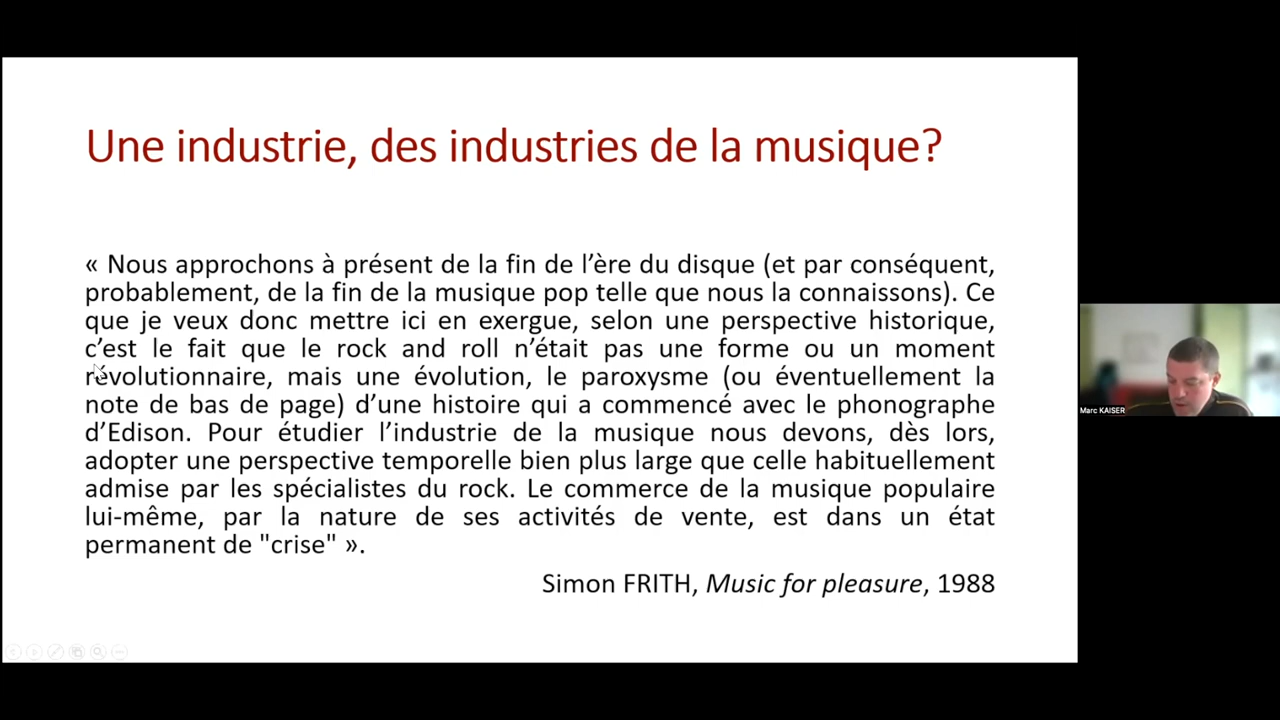 Une industrie, des industries de la musique?
« Nous approchons à présent de la fin de l'ère du disque (et par conséquent,
probablement, de la fin de la musique pop telle que nous la connaissons). Ce
que je veux donc mettre ici en exergue, selon une perspective historique,
c'est le fait que le rock and roll n'était pas une forme ou un moment
révolutionnaire, mais une évolution, le paroxysme (ou éventuellement la
note de bas de page) d'une histoire qui a commencé avec le phonographe
d'Edison. Pour étudier l'industrie de la musique nous devons, dès lors,
adopter une perspective temporelle bien plus large que celle habituellement
admise par les spécialistes du rock. Le commerce de la musique populaire
lui-même, par la nature de ses activités de vente, est dans un état
permanent de "crise" ».
Simon FRITH, Music for pleasure, 1988
Marc KAISER